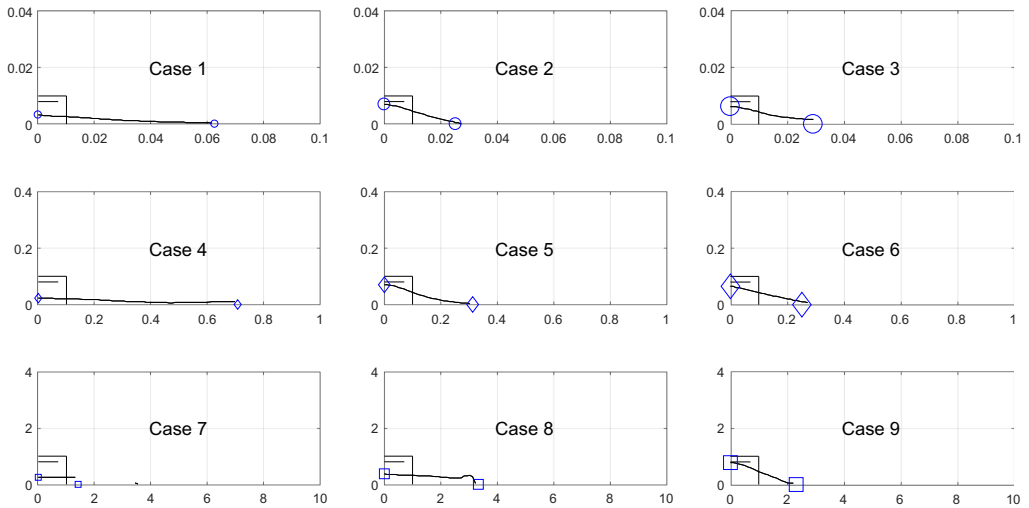 0.04 0.04 0.04
0.02 Case 1 0.02 Case 2 0.02 Case 3
0 0 0
0 0.02 0.04 0.06 0.08 0.1 0 0.02 0.04 0.06 0.08 0.1 0 0.02 0.04 0.06 0.08 0.1
0.4 0.4 0.4
0.2 Case 4 0.2 Case 5 0.2 Case 6
0 0 0
0 0.2 0.4 0.6 0.8 1 0 0.2 0.4 0.6 0.8 1 0 0.2 0.4 0.6 0.8 1
4 4 4
2 Case 7 2 Case 8 2 Case 9
0 0 0
0 2 4 6 8 10 0 2 4 6 8 10 0 2 4 6 8 10